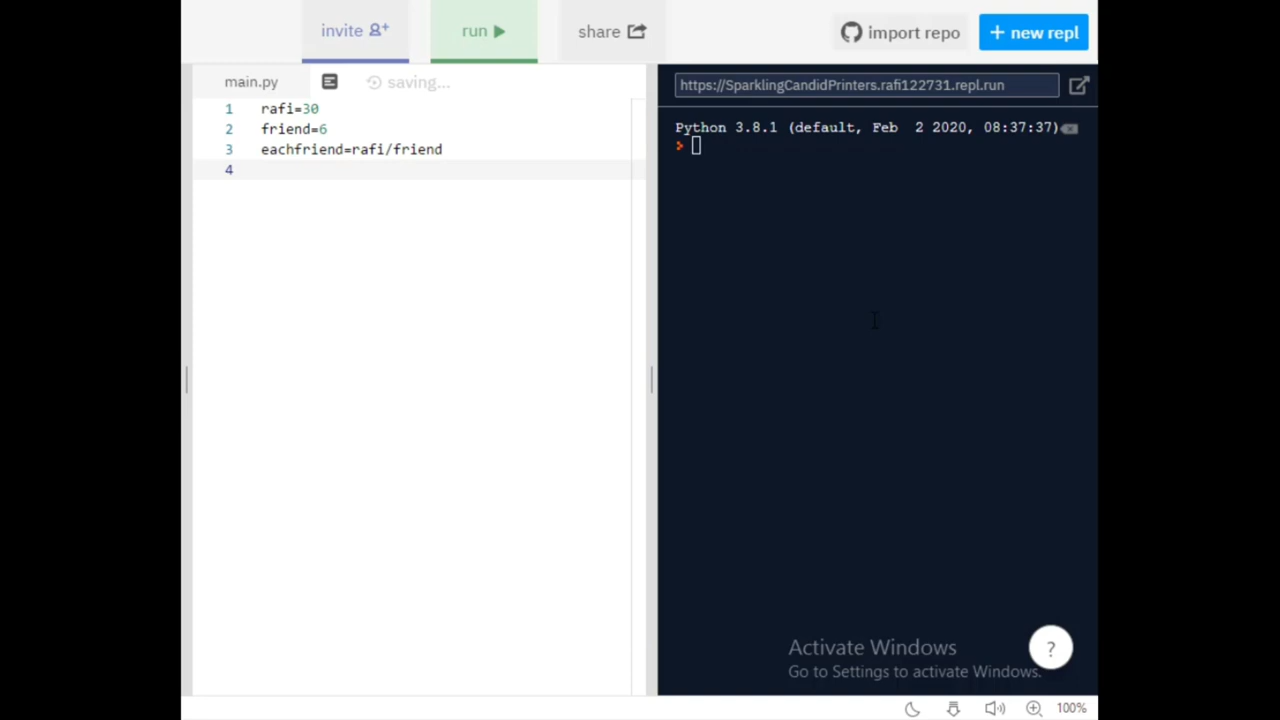 invite
run
share
import repo
+ new repl
main.py
saving...
https://SparklingCandidPrinters.rafi122731.repl.run
1 rafi=30
2 friend=6
3 eachfriend=rafi/friend
4
Python 3.8.1 (default, Feb  2 2020, 08:37:37)
Activate Windows
Go to Settings to activate Windows.
?
100%